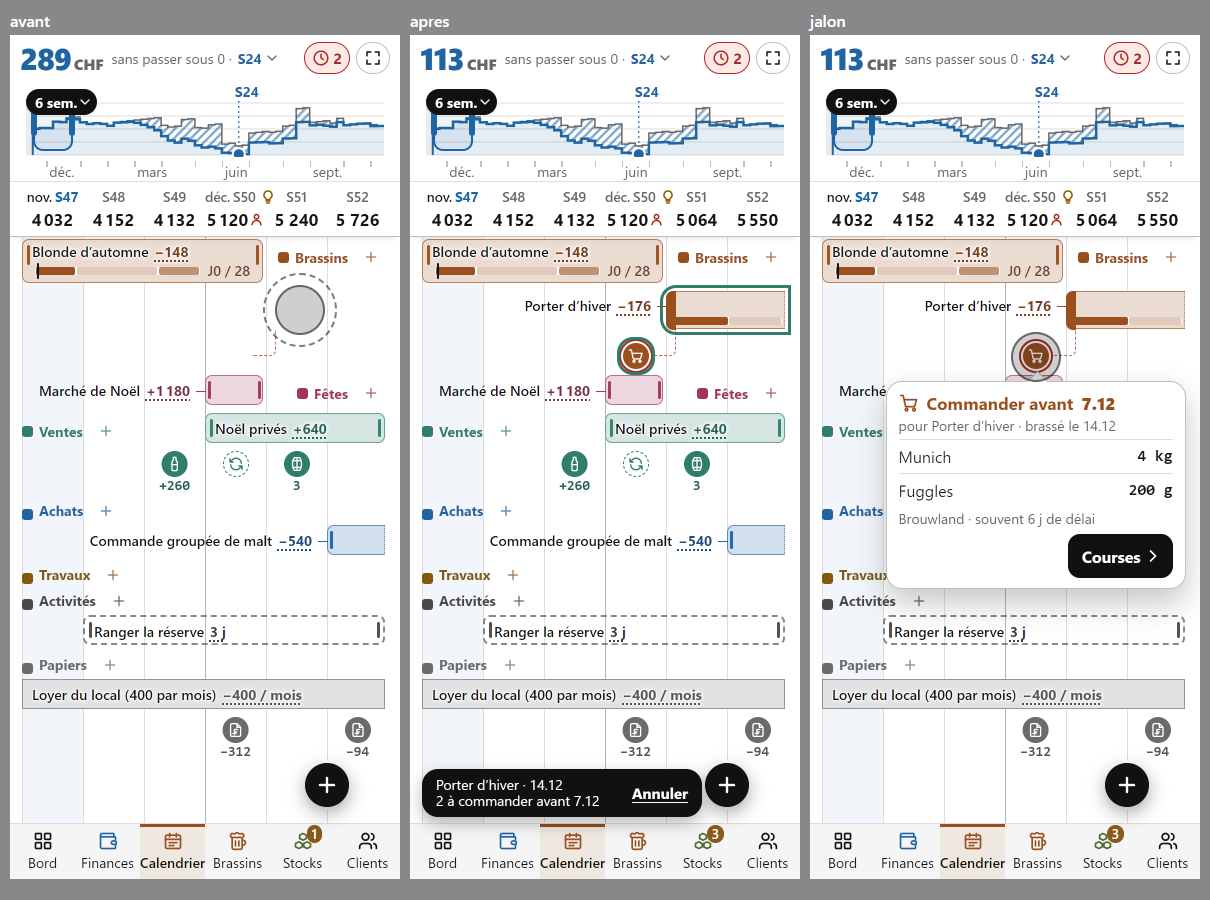 avant
289 CHF sans passer sous 0 · S24 2
6 sem. S24
déc. mars juin sept.
nov. S47 S48 S49 déc. S50 S51 S52
4 032 4 152 4 132 5 120 5 240 5 726
Blonde d’automne −148
J0 / 28
Brassins +
Marché de Noël +1 180
Fêtes +
Ventes +
Noël privés +640
+260 3
Achats +
Commande groupée de malt −540
Travaux +
Activités +
Ranger la réserve 3 j
Papiers +
Loyer du local (400 par mois) −400 / mois
−312 −94
+
1
Bord Finances Calendrier Brassins Stocks Clients
apres
113 CHF sans passer sous 0 · S24 2
6 sem. S24
déc. mars juin sept.
nov. S47 S48 S49 déc. S50 S51 S52
4 032 4 152 4 132 5 120 5 064 5 550
Blonde d’automne −148
J0 / 28
Brassins +
Porter d’hiver −176
Marché de Noël +1 180
Fêtes +
Ventes +
Noël privés +640
+260 3
Achats +
Commande groupée de malt −540
Travaux +
Activités +
Ranger la réserve 3 j
Papiers +
Loyer du local (400 par mois) −400 / mois
−312 −94
Porter d’hiver · 14.12
2 à commander avant 7.12
Annuler
+
3
Bord Finances Calendrier Brassins Stocks Clients
jalon
113 CHF sans passer sous 0 · S24 2
6 sem. S24
déc. mars juin sept.
nov. S47 S48 S49 déc. S50 S51 S52
4 032 4 152 4 132 5 120 5 064 5 550
Blonde d’automne −148
J0 / 28
Brassins +
Porter d’hiver −176
Marché
Ventes
Achats
Travaux
Commander avant 7.12
pour Porter d’hiver · brassé le 14.12
Munich 4 kg
Fuggles 200 g
Brouwland · souvent 6 j de délai
Courses
Activités +
Ranger la réserve 3 j
Papiers +
Loyer du local (400 par mois) −400 / mois
−312 −94
+
3
Bord Finances Calendrier Brassins Stocks Clients